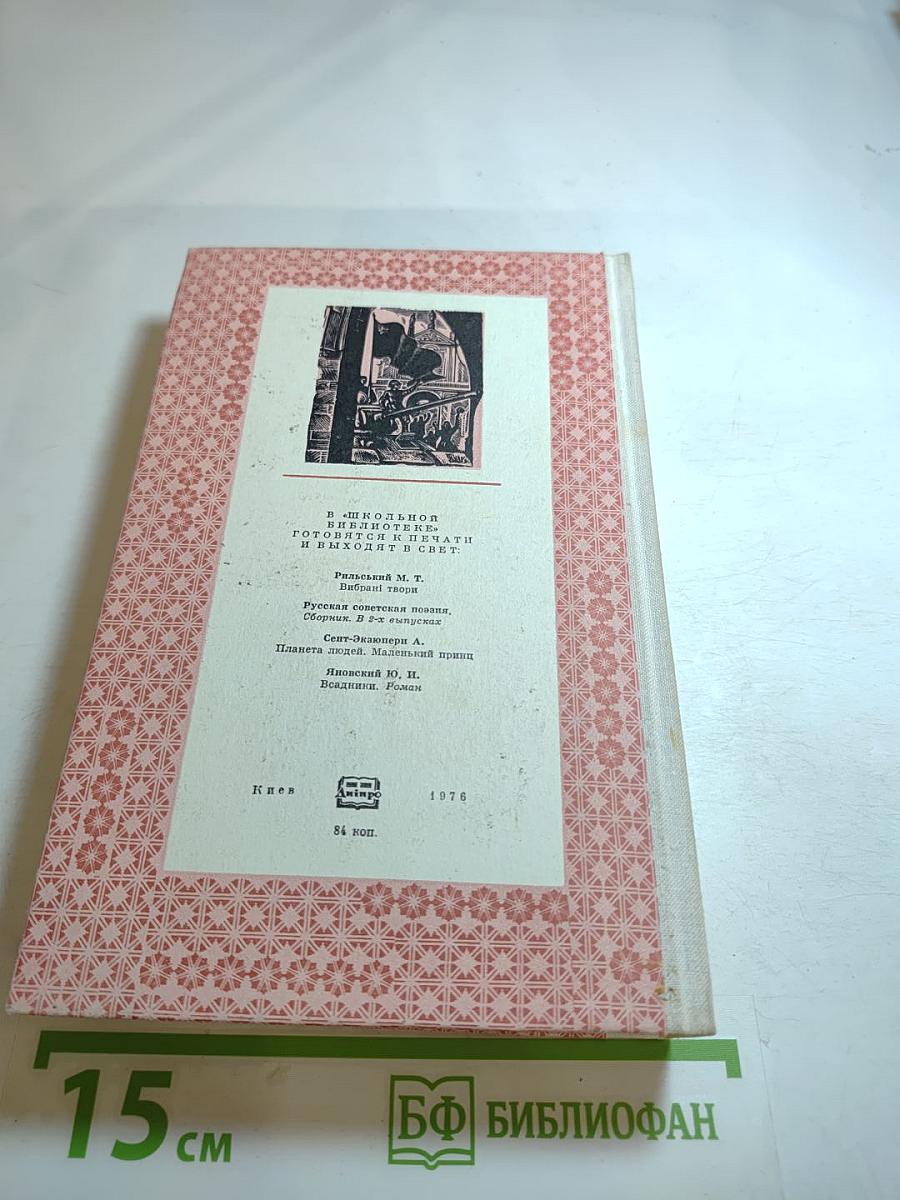 В «ШКОЛЬНОЙ
БИБЛИОТЕКЕ»
ГОТОВЯТСЯ К ПЕЧАТИ
И ВЫХОДЯТ В СВЕТ:
Рильський М. Т.
Вибрані твори
Русская советская поэзия.
Сборник. В 2-х выпусках
Сент-Экзюпери А.
Планета людей. Маленький принц
Яновский Ю. И.
Всадники. Роман
Киев Дніпро 1976
84 коп.
15 см БФ БИБЛИОФАН